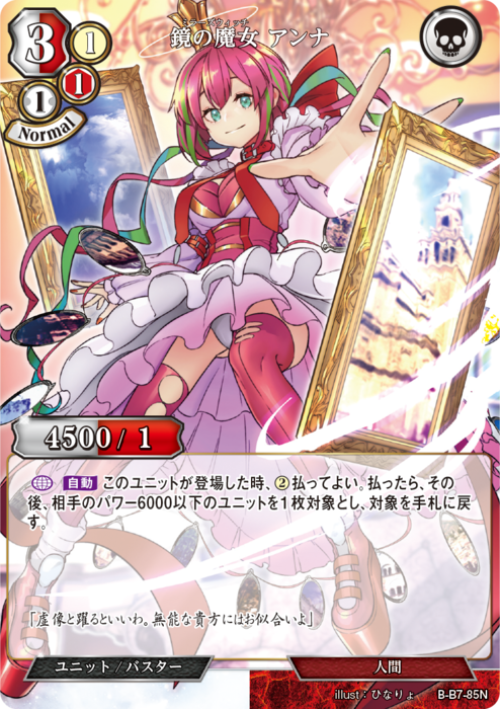 3
1
1
1
Normal
ミラーズウィッチ
鏡の魔女 アンナ
4500 / 1
自動 このユニットが登場した時、②払ってよい。払ったら、その
後、相手のパワー6000以下のユニットを1枚対象とし、対象を手札に戻
す。
「虚像と躍るといいわ。無能な貴方にはお似合いよ」
ユニット / バスター
人間
illust:ひなりょ
B-B7-85N